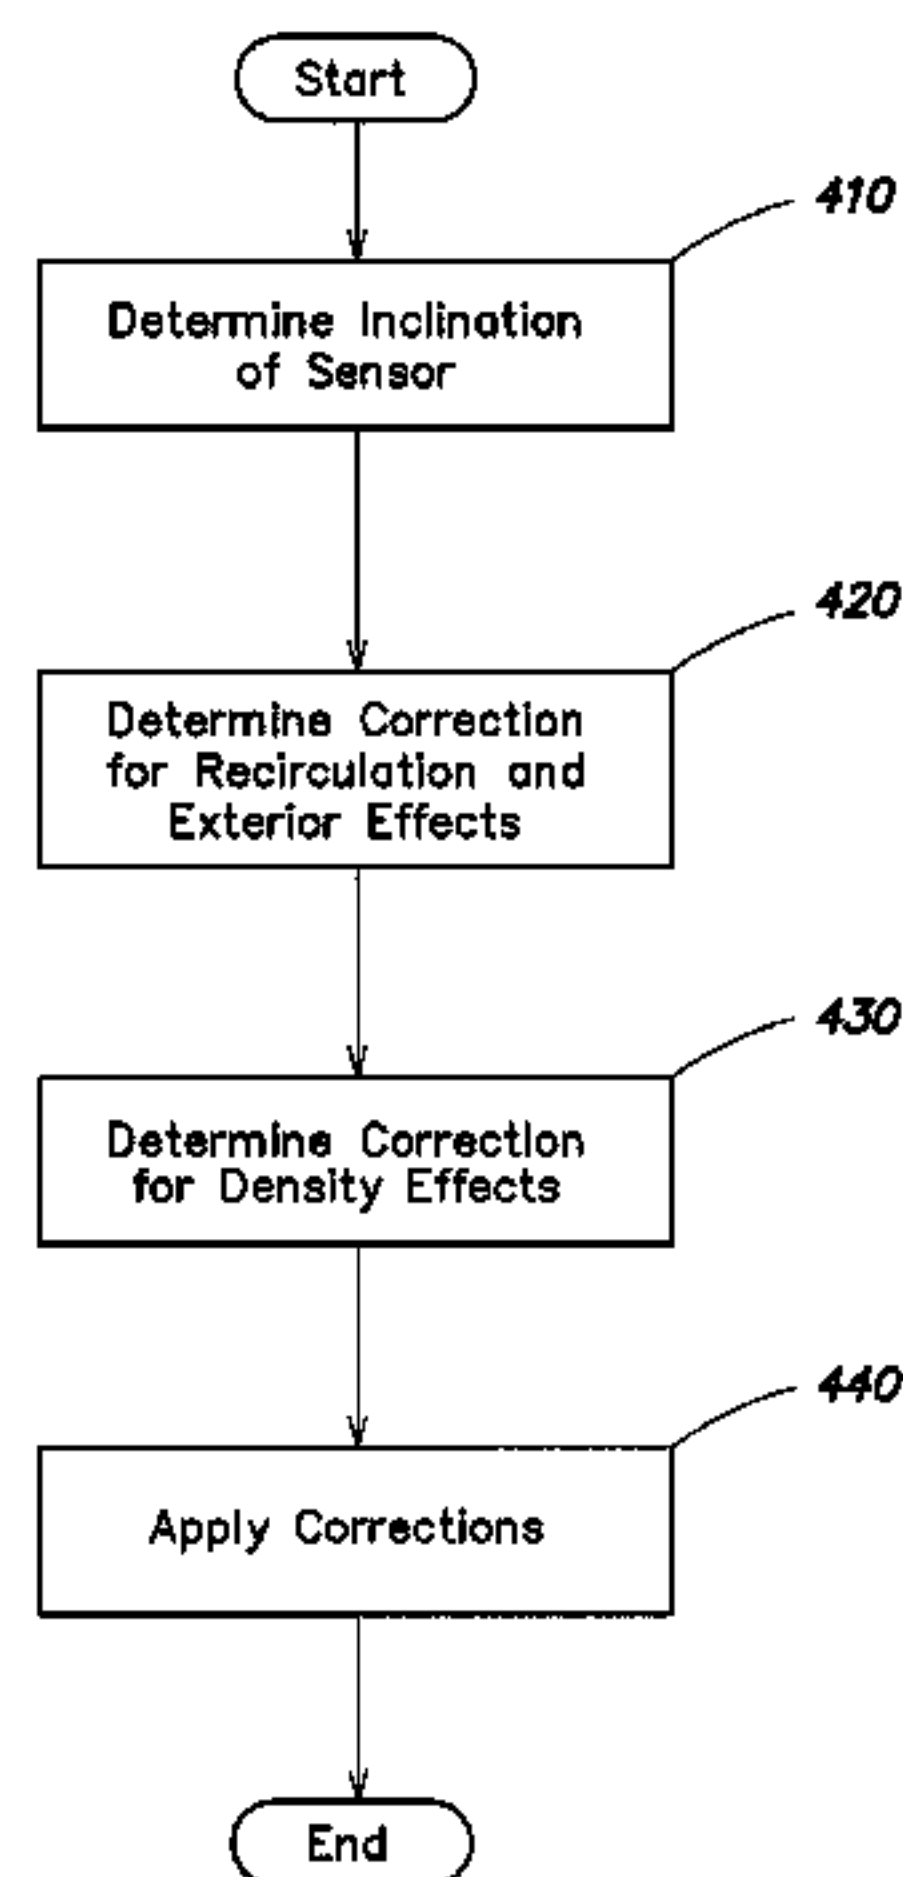 Start
410
Determine Inclination
of Sensor
420
Determine Correction
for Recirculation and
Exterior Effects
430
Determine Correction
for Density Effects
440
Apply Corrections
End